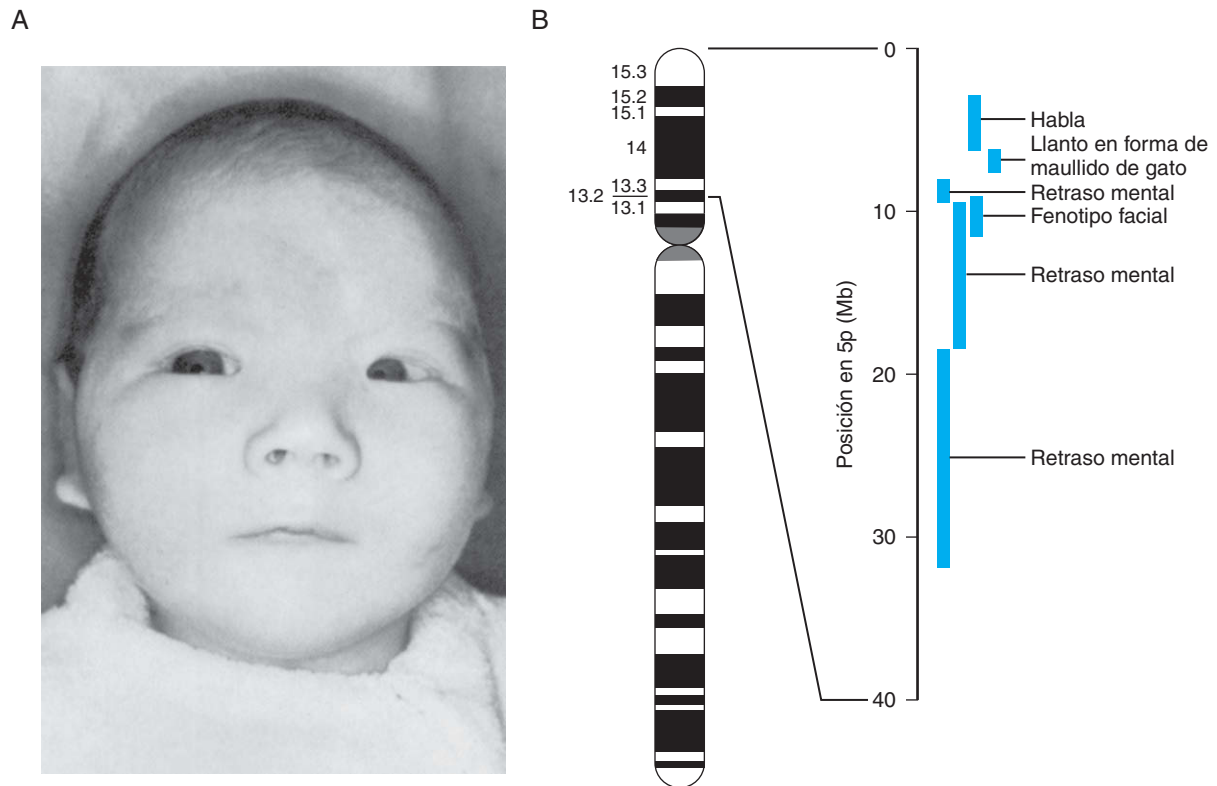 A
B
15.3
15.2
15.1
14
13.3
13.2
13.1
Posición en 5p (Mb)
0
10
20
30
40
Habla
Llanto en forma de
maullido de gato
Retraso mental
Fenotipo facial
Retraso mental
Retraso mental